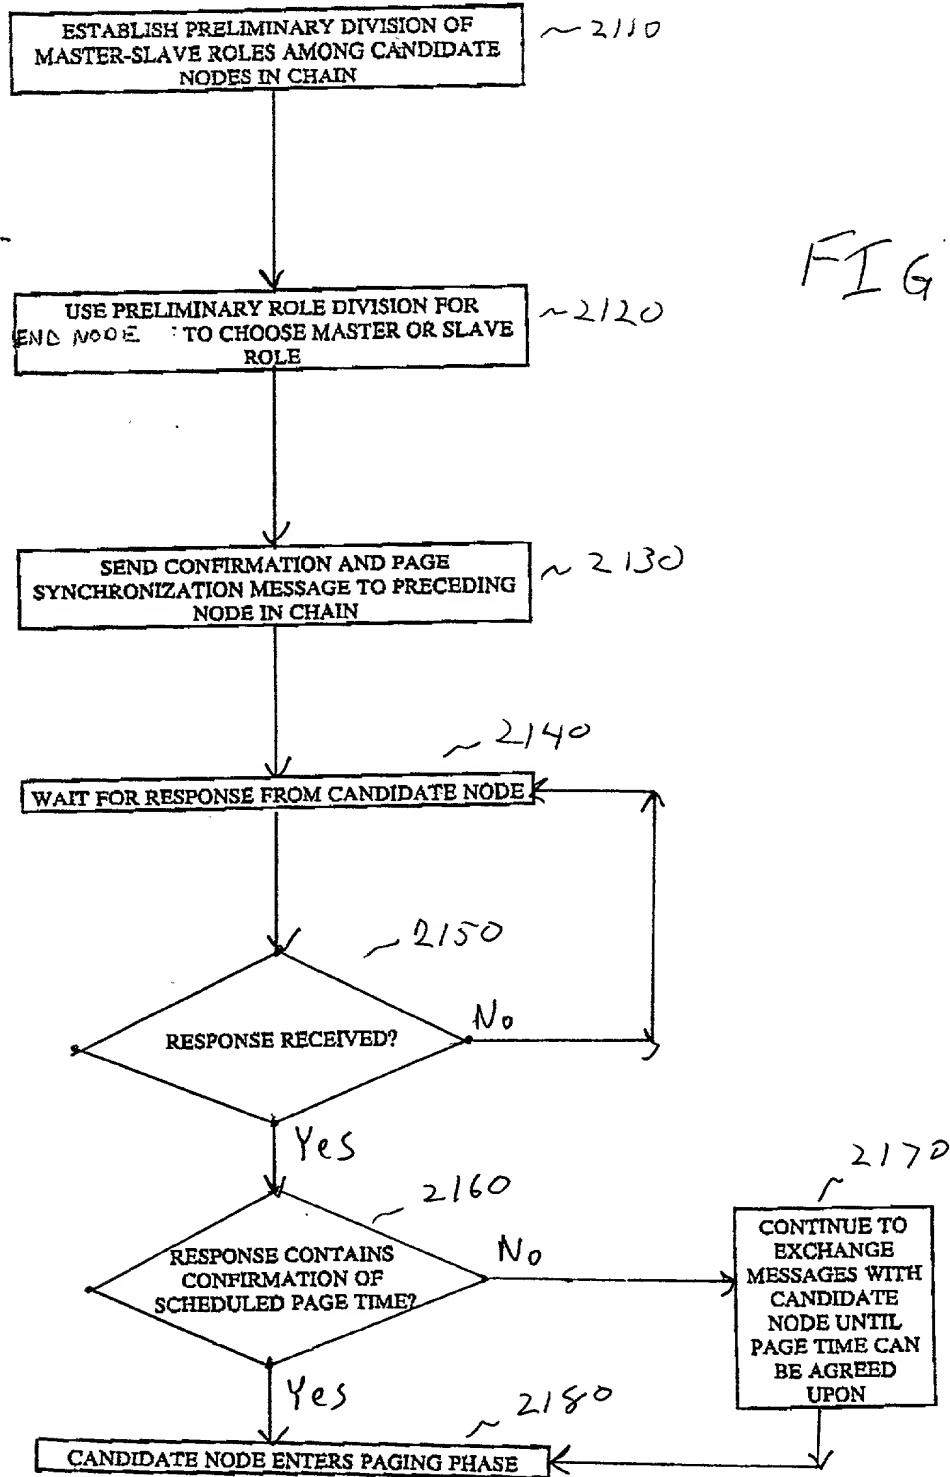 ESTABLISH PRELIMINARY DIVISION OF
MASTER-SLAVE ROLES AMONG CANDIDATE
NODES IN CHAIN
~2110
FIG
USE PRELIMINARY ROLE DIVISION FOR
END NODE TO CHOOSE MASTER OR SLAVE
ROLE
~2120
SEND CONFIRMATION AND PAGE
SYNCHRONIZATION MESSAGE TO PRECEDING
NODE IN CHAIN
~2130
~2140
WAIT FOR RESPONSE FROM CANDIDATE NODE
~2150
RESPONSE RECEIVED?
No
Yes
~2160
RESPONSE CONTAINS
CONFIRMATION OF
SCHEDULED PAGE TIME?
No
~2170
CONTINUE TO
EXCHANGE
MESSAGES WITH
CANDIDATE
NODE UNTIL
PAGE TIME CAN
BE AGREED
UPON
Yes
~2180
CANDIDATE NODE ENTERS PAGING PHASE